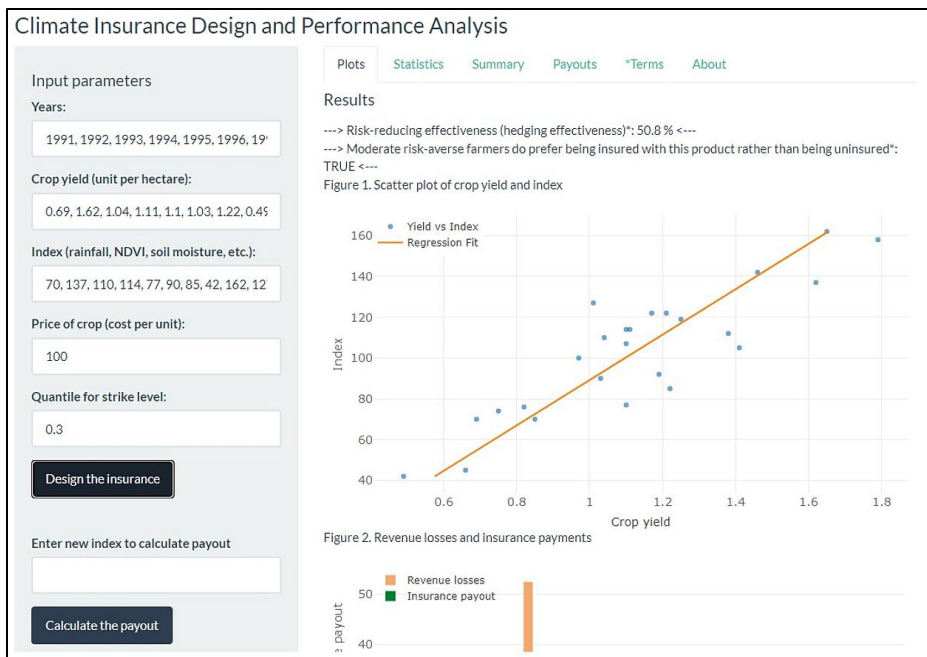 Climate Insurance Design and Performance Analysis
Input parameters
Years:
1991, 1992, 1993, 1994, 1995, 1996, 19
Crop yield (unit per hectare):
0.69, 1.62, 1.04, 1.11, 1.1, 1.03, 1.22, 0.49
Index (rainfall, NDVI, soil moisture, etc.):
70, 137, 110, 114, 77, 90, 85, 42, 162, 12
Price of crop (cost per unit):
100
Quantile for strike level:
0.3
Design the insurance
Enter new index to calculate payout
Calculate the payout
Plots Statistics Summary Payouts *Terms About
Results
---> Risk-reducing effectiveness (hedging effectiveness)*: 50.8 % <---
---> Moderate risk-averse farmers do prefer being insured with this product rather than being uninsured*:
TRUE <---
Figure 1. Scatter plot of crop yield and index
Yield vs Index
Regression Fit
160
140
120
100
80
60
40
Index
0.6 0.8 1 1.2 1.4 1.6 1.8
Crop yield
Figure 2. Revenue losses and insurance payments
Revenue losses
Insurance payout
50
40
payout